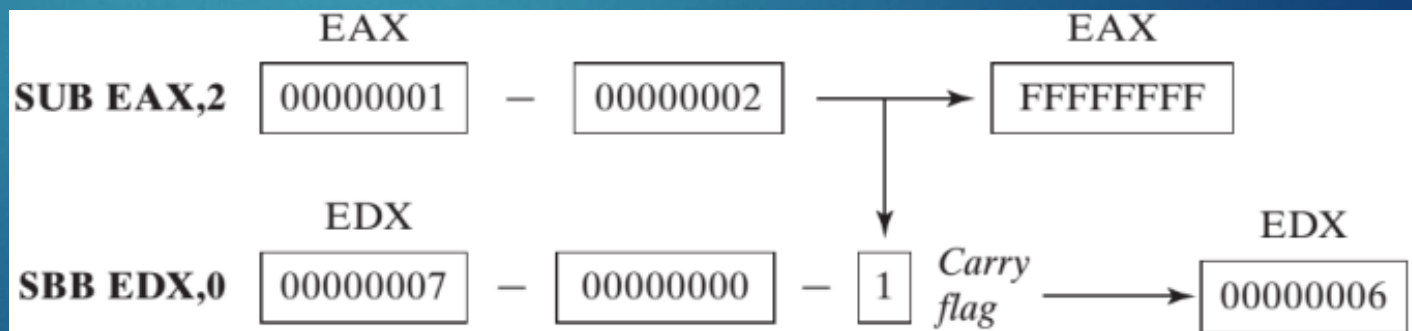 EAX EAX
SUB EAX,2 00000001 – 00000002 FFFFFFFF
EDX EDX
SBB EDX,0 00000007 – 00000000 – 1 Carry flag 00000006